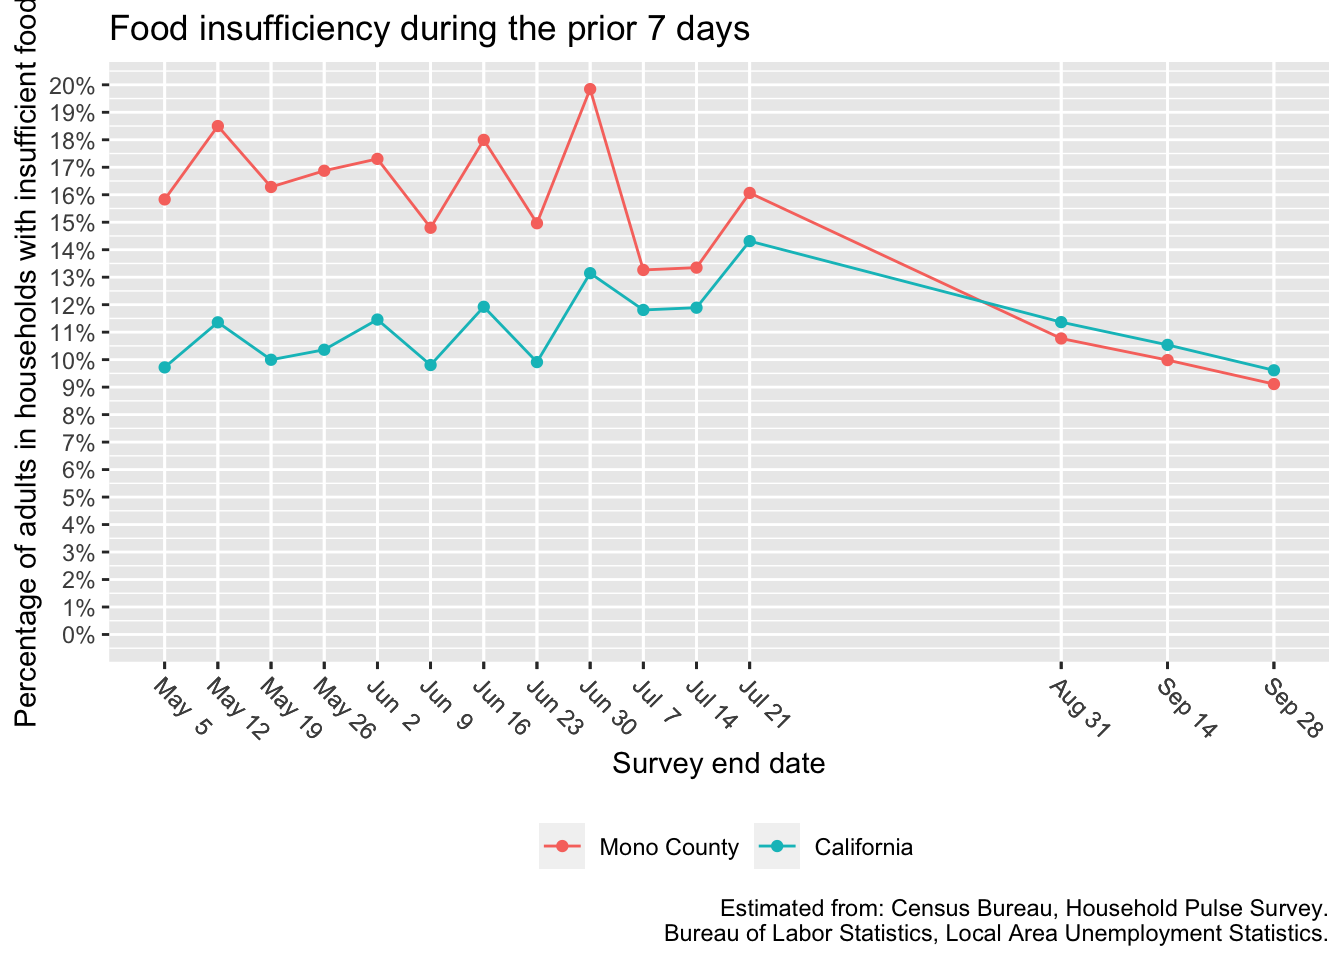 Food insufficiency during the prior 7 days
Percentage of adults in households with insufficient food
20%
19%
18%
17%
16%
15%
14%
13%
12%
11%
10%
9%
8%
7%
6%
5%
4%
3%
2%
1%
0%
May 5
May 12
May 19
May 26
Jun 2
Jun 9
Jun 16
Jun 23
Jun 30
Jul 7
Jul 14
Jul 21
Aug 31
Sep 14
Sep 28
Survey end date
Mono County
California
Estimated from: Census Bureau, Household Pulse Survey.
Bureau of Labor Statistics, Local Area Unemployment Statistics.